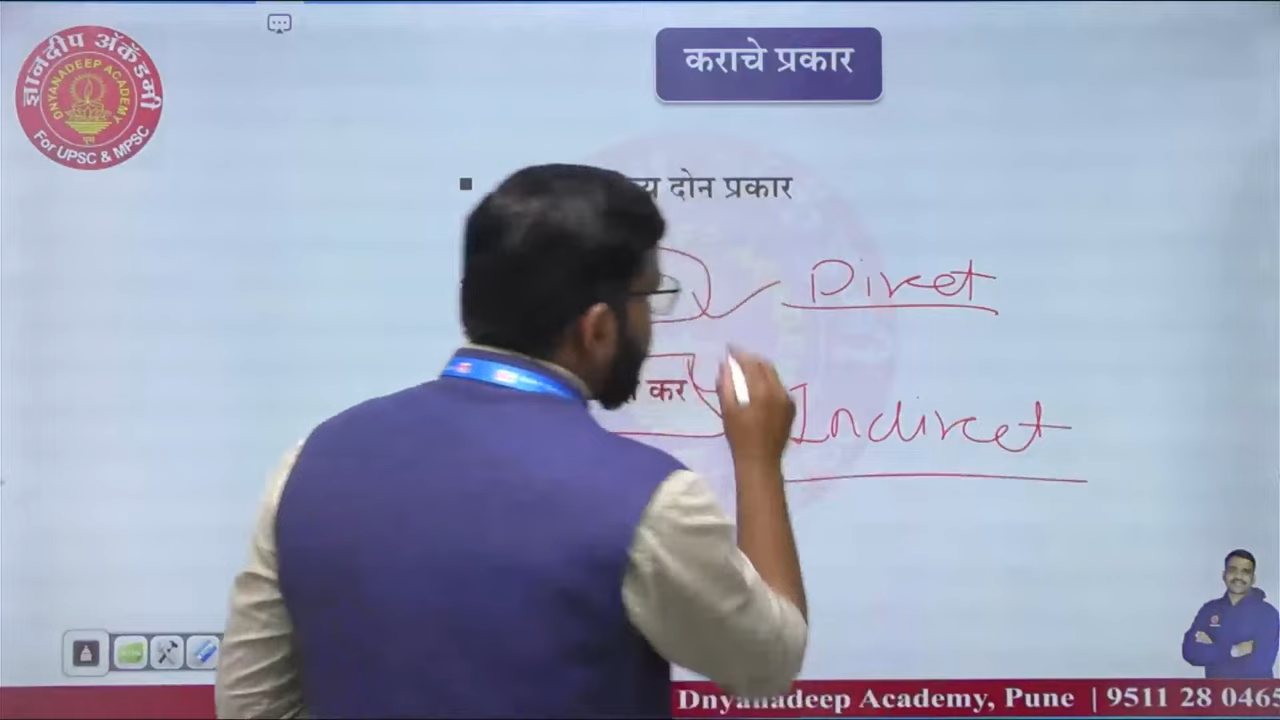 ज्ञानदीप अ‍ॅकॅडमी
DNYANADEEP ACADEMY
पुणे
For UPSC & MPSC
कराचे प्रकार
दोन प्रकार
Direct
कर
Indirect
Dnyanadeep Academy, Pune | 9511 28 0465